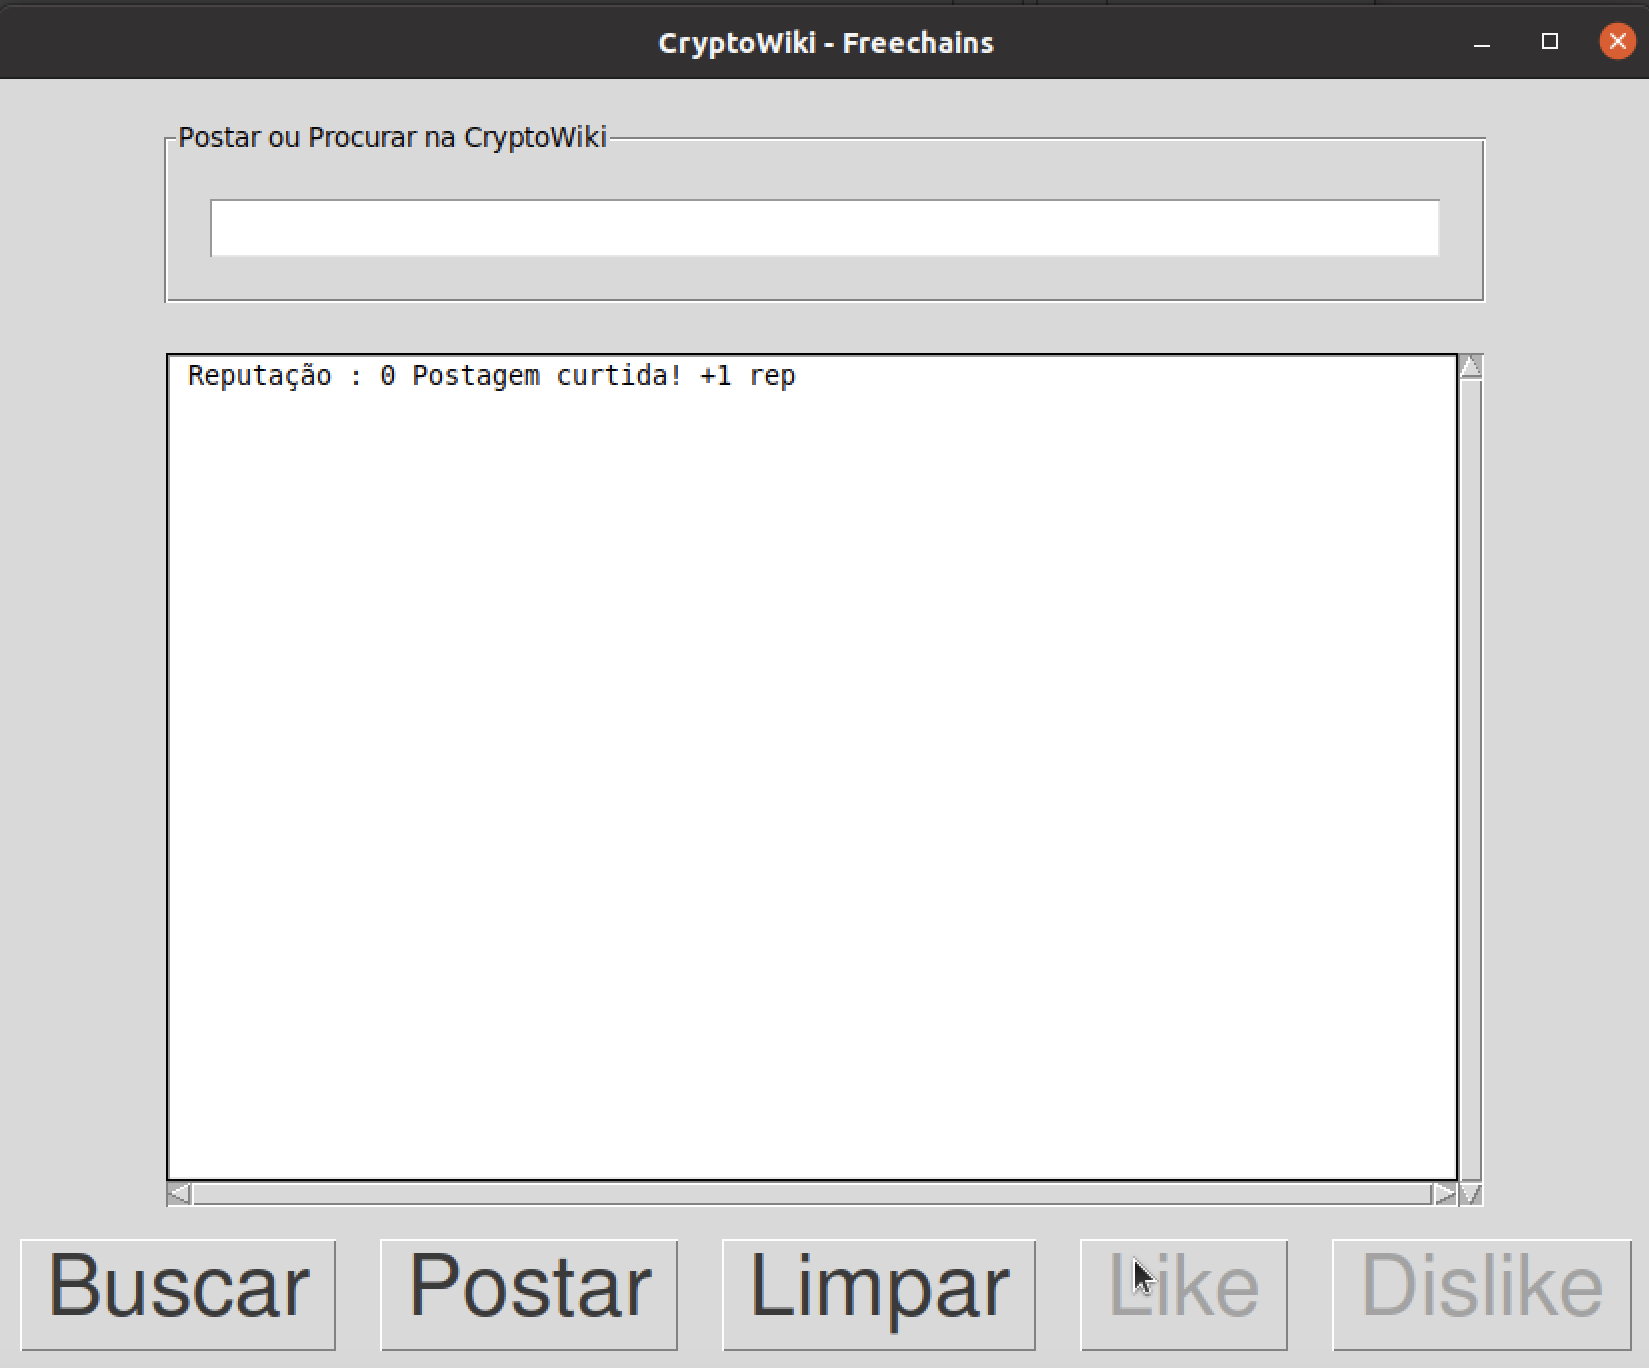 CryptoWiki - Freechains
Postar ou Procurar na CryptoWiki
Reputação : 0 Postagem curtida! +1 rep
Buscar
Postar
Limpar
Like
Dislike